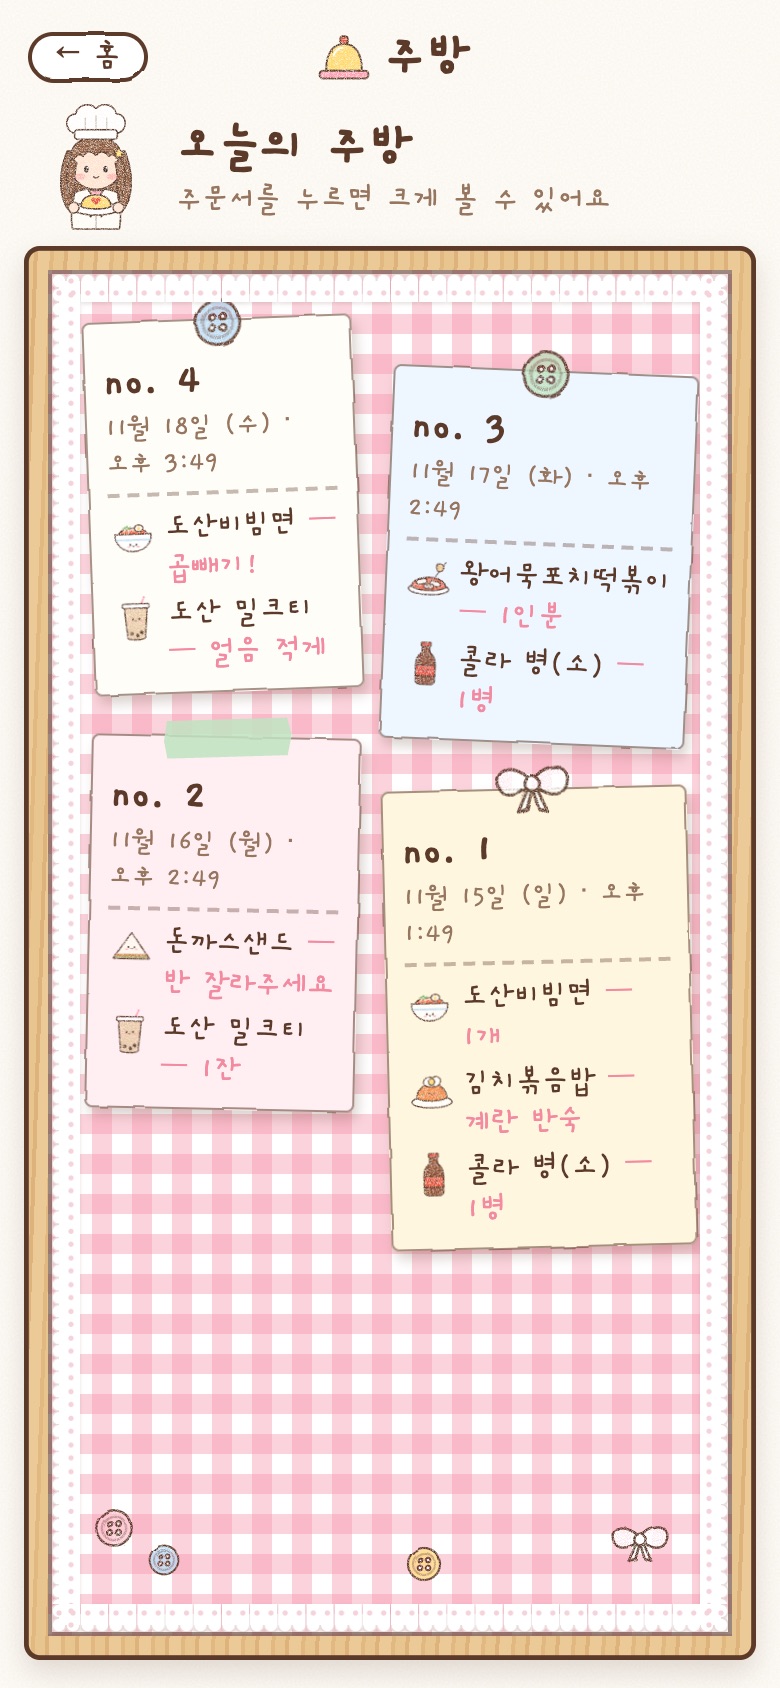 ← 홈
주방
오늘의 주방
주문서를 누르면 크게 볼 수 있어요
no. 4
11월 18일 (수) ·
오후 3:49
도산비빔면 —
곱빼기!
도산 밀크티
— 얼음 적게
no. 3
11월 17일 (화) · 오후
2:49
왕어묵포치떡볶이
— 1인분
콜라 병(소) —
1병
no. 2
11월 16일 (월) ·
오후 2:49
돈까스샌드 —
반 잘라주세요
도산 밀크티
— 1잔
no. 1
11월 15일 (일) · 오후
1:49
도산비빔면 —
1개
김치볶음밥 —
계란 반숙
콜라 병(소) —
1병